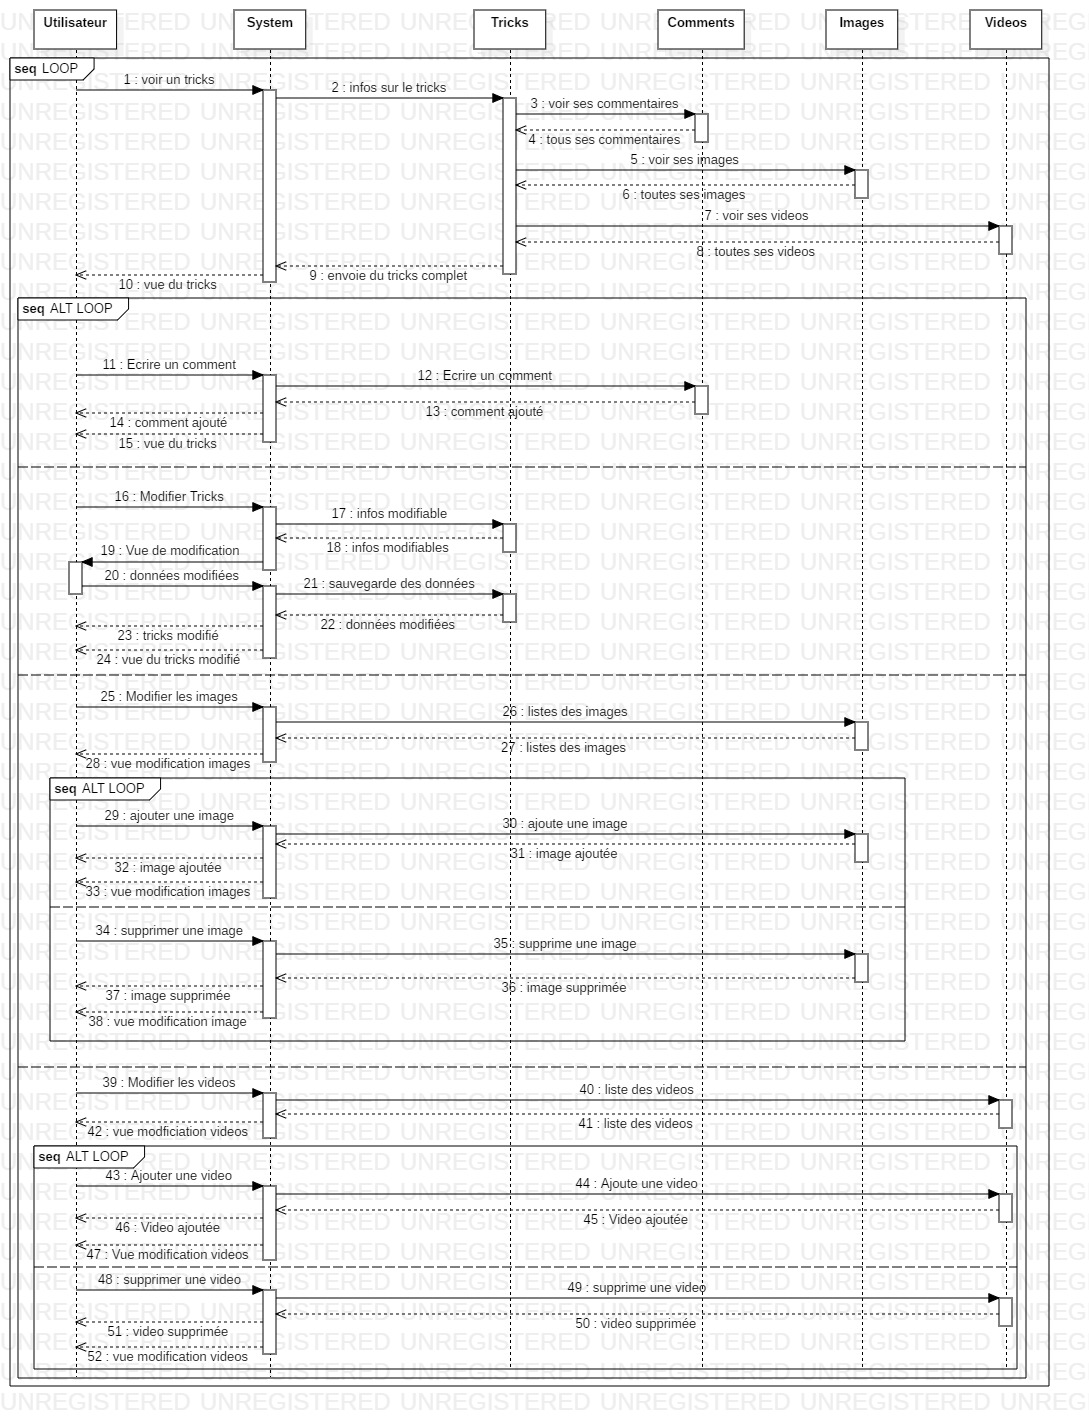 Utilisateur System Tricks Comments Images Videos
seq LOOP
1 : voir un tricks
2 : infos sur le tricks
3 : voir ses commentaires
4 : tous ses commentaires
5 : voir ses images
6 : toutes ses images
7 : voir ses videos
8 : toutes ses videos
9 : envoie du tricks complet
10 : vue du tricks
seq ALT LOOP
11 : Ecrire un comment
12 : Ecrire un comment
13 : comment ajouté
14 : comment ajouté
15 : vue du tricks
16 : Modifier Tricks
17 : infos modifiable
18 : infos modifiables
19 : Vue de modification
20 : données modifiées
21 : sauvegarde des données
22 : données modifiées
23 : tricks modifié
24 : vue du tricks modifié
25 : Modifier les images
26 : listes des images
27 : listes des images
28 : vue modification images
seq ALT LOOP
29 : ajouter une image
30 : ajoute une image
31 : image ajoutée
32 : image ajoutée
33 : vue modification images
34 : supprimer une image
35 : supprime une image
36 : image supprimée
37 : image supprimée
38 : vue modification image
39 : Modifier les videos
40 : liste des videos
41 : liste des videos
42 : vue modficiation videos
seq ALT LOOP
43 : Ajouter une video
44 : Ajoute une video
45 : Video ajoutée
46 : Video ajoutée
47 : Vue modification videos
48 : supprimer une video
49 : supprime une video
50 : video supprimée
51 : video supprimée
52 : vue modification videos
UNREGISTERED UNREGISTERED UNREGISTERED UNREGISTERED UNREGISTERED UNREG